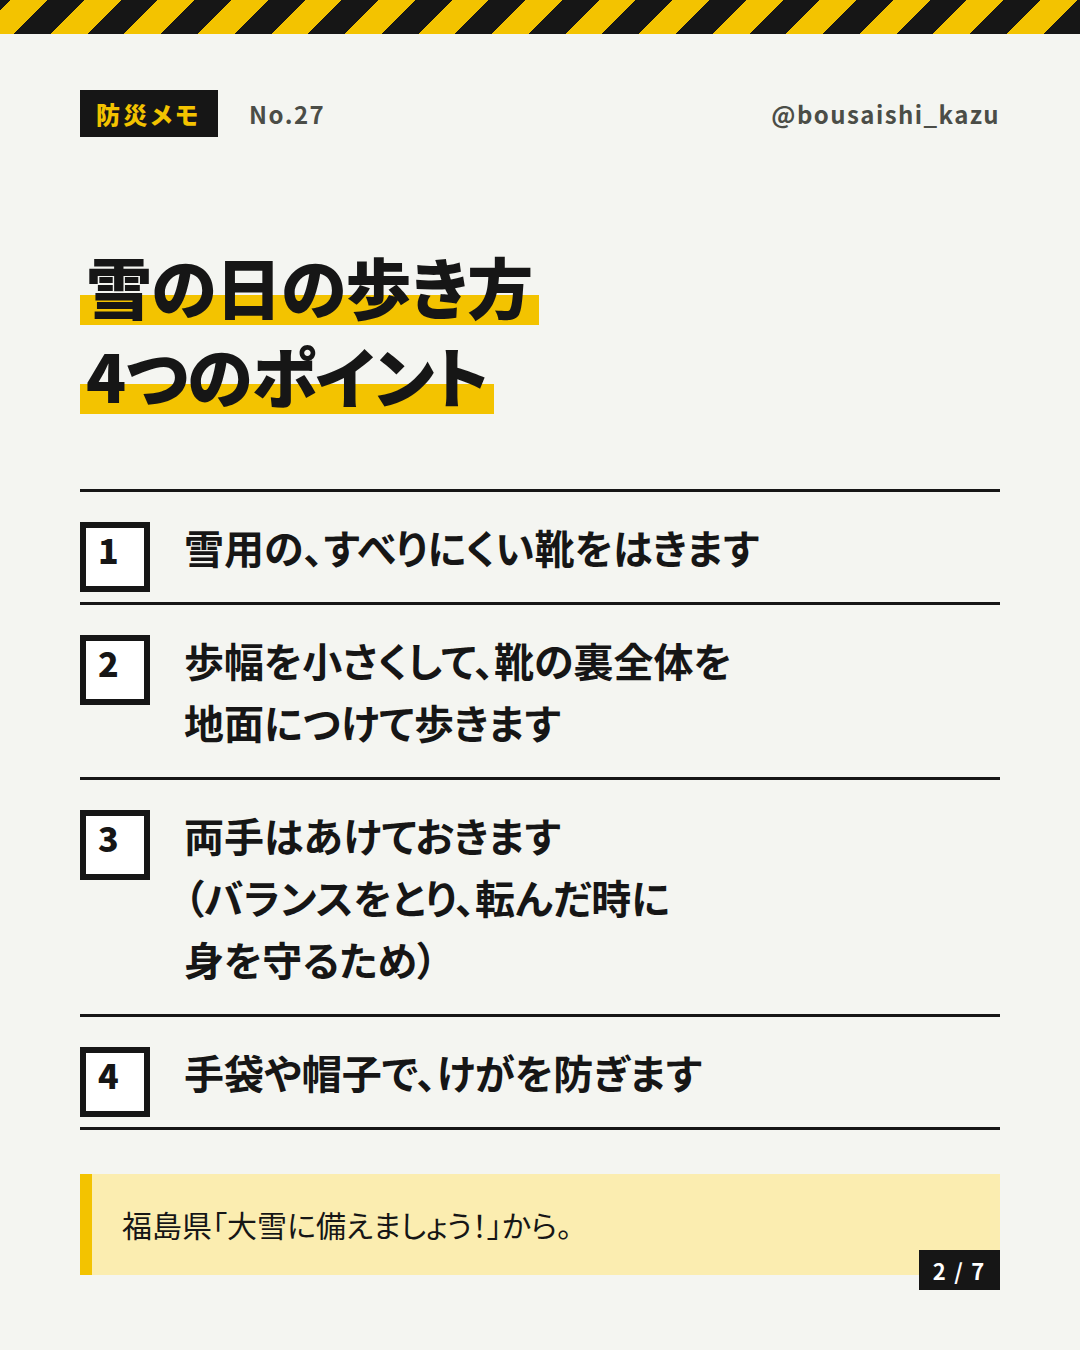 防災メモ No.27 @bousaishi_kazu
雪の日の歩き方
4つのポイント
1 雪用の、すべりにくい靴をはきます
2 歩幅を小さくして、靴の裏全体を
地面につけて歩きます
3 両手はあけておきます
（バランスをとり、転んだ時に
身を守るため）
4 手袋や帽子で、けがを防ぎます
福島県「大雪に備えましょう！」から。
2 / 7